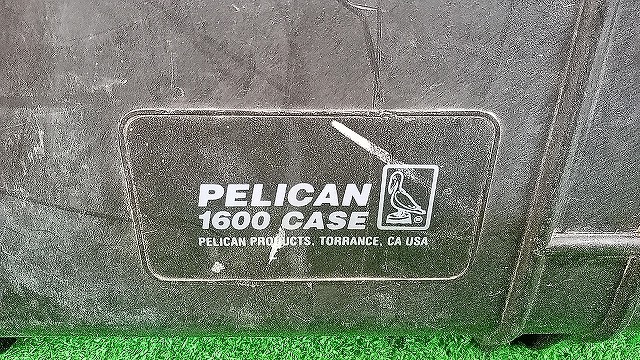 PELICAN
1600 CASE
PELICAN PRODUCTS, TORRANCE, CA USA